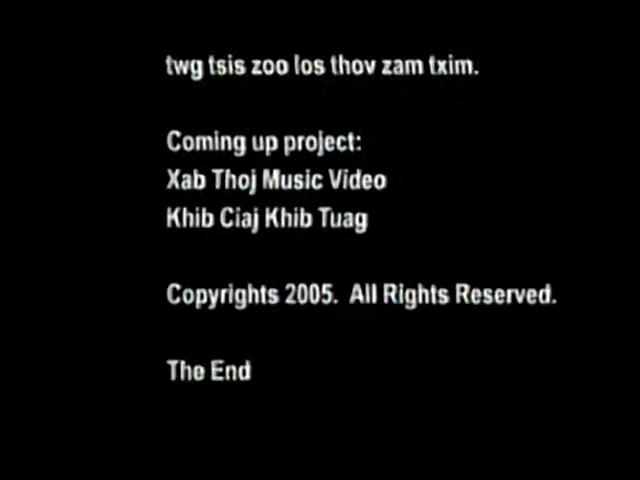 twg tsis zoo los thov zam txim.
Coming up project:
Xab Thoj Music Video
Khib Ciaj Khib Tuag
Copyrights 2005.  All Rights Reserved.
The End